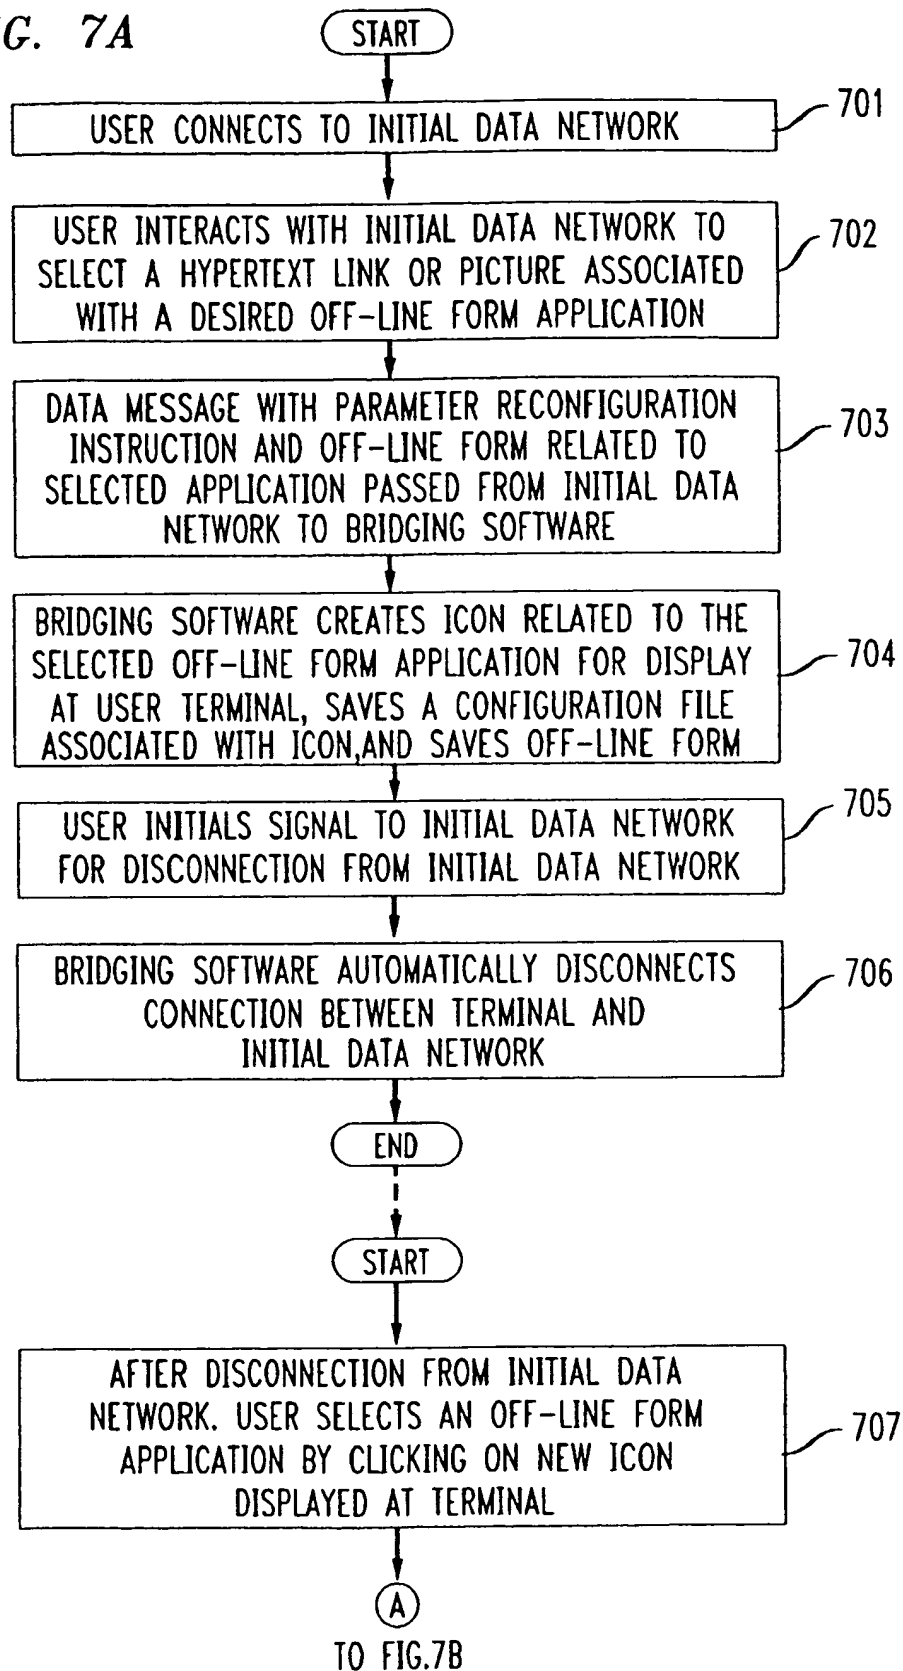 G. 7A
START
USER CONNECTS TO INITIAL DATA NETWORK
701
USER INTERACTS WITH INITIAL DATA NETWORK TO
SELECT A HYPERTEXT LINK OR PICTURE ASSOCIATED
WITH A DESIRED OFF-LINE FORM APPLICATION
702
DATA MESSAGE WITH PARAMETER RECONFIGURATION
INSTRUCTION AND OFF-LINE FORM RELATED TO
SELECTED APPLICATION PASSED FROM INITIAL DATA
NETWORK TO BRIDGING SOFTWARE
703
BRIDGING SOFTWARE CREATES ICON RELATED TO THE
SELECTED OFF-LINE FORM APPLICATION FOR DISPLAY
AT USER TERMINAL, SAVES A CONFIGURATION FILE
ASSOCIATED WITH ICON,AND SAVES OFF-LINE FORM
704
USER INITIALS SIGNAL TO INITIAL DATA NETWORK
FOR DISCONNECTION FROM INITIAL DATA NETWORK
705
BRIDGING SOFTWARE AUTOMATICALLY DISCONNECTS
CONNECTION BETWEEN TERMINAL AND
INITIAL DATA NETWORK
706
END
START
AFTER DISCONNECTION FROM INITIAL DATA
NETWORK. USER SELECTS AN OFF-LINE FORM
APPLICATION BY CLICKING ON NEW ICON
DISPLAYED AT TERMINAL
707
A
TO FIG.7B